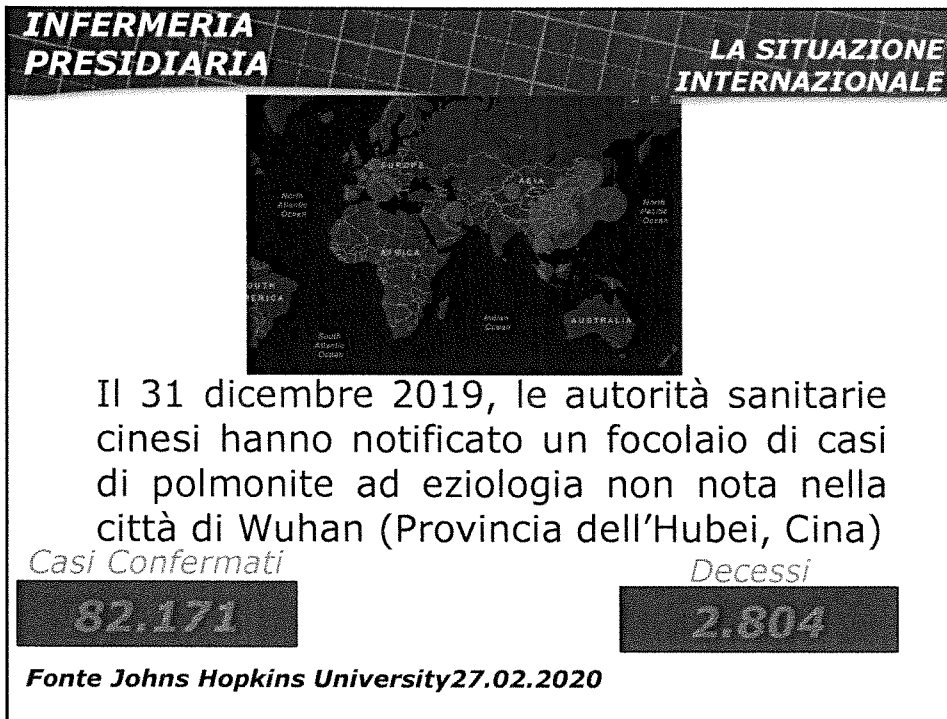 INFERMERIA
PRESIDIARIA
LA SITUAZIONE
INTERNAZIONALE
EUROPE
ASIA
North
Atlantic
Ocean
North
Pacific
Ocean
AFRICA
SOUTH
AMERICA
Indian
Ocean
AUSTRALIA
South
Atlantic
Ocean
Il 31 dicembre 2019, le autorità sanitarie
cinesi hanno notificato un focolaio di casi
di polmonite ad eziologia non nota nella
città di Wuhan (Provincia dell'Hubei, Cina)
Casi Confermati
Decessi
82.171
2.804
Fonte Johns Hopkins University27.02.2020